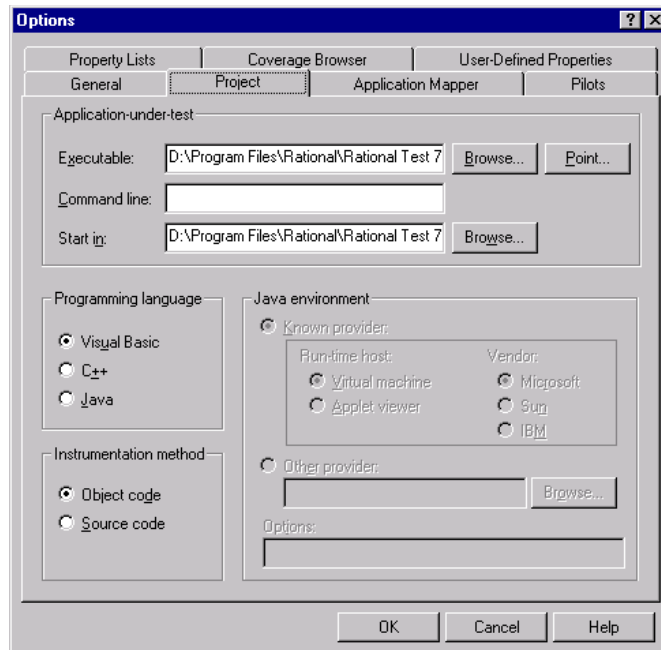 Options
Property Lists Coverage Browser User-Defined Properties
General Project Application Mapper Pilots
Application-under-test
Executable: D:\Program Files\Rational\Rational Test 7 Browse... Point...
Command line:
Start in: D:\Program Files\Rational\Rational Test 7 Browse...
Programming language
Visual Basic
C++
Java
Instrumentation method
Object code
Source code
Java environment
Known provider:
Run-time host: Vendor:
Virtual machine Microsoft
Applet viewer Sun
IBM
Other provider:
Browse...
Options:
OK Cancel Help